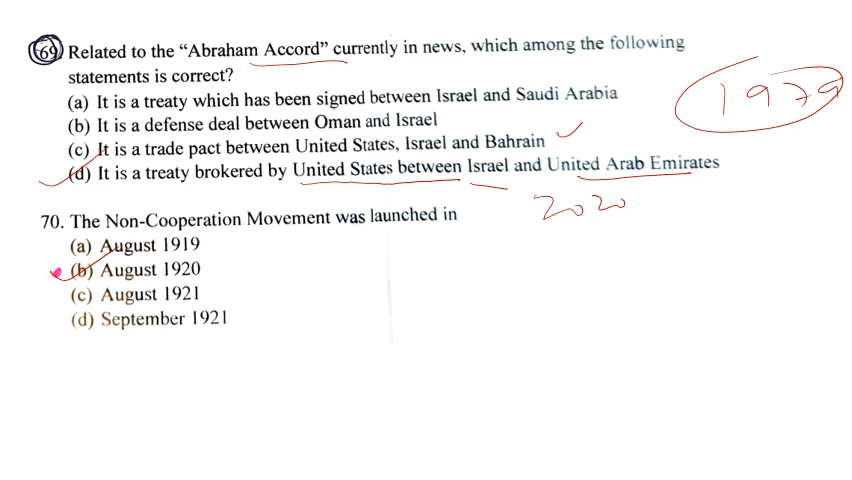 69. Related to the “Abraham Accord” currently in news, which among the following
statements is correct?
(a) It is a treaty which has been signed between Israel and Saudi Arabia
(b) It is a defense deal between Oman and Israel
(c) It is a trade pact between United States, Israel and Bahrain
(d) It is a treaty brokered by United States between Israel and United Arab Emirates
1979
2020
70. The Non-Cooperation Movement was launched in
(a) August 1919
(b) August 1920
(c) August 1921
(d) September 1921